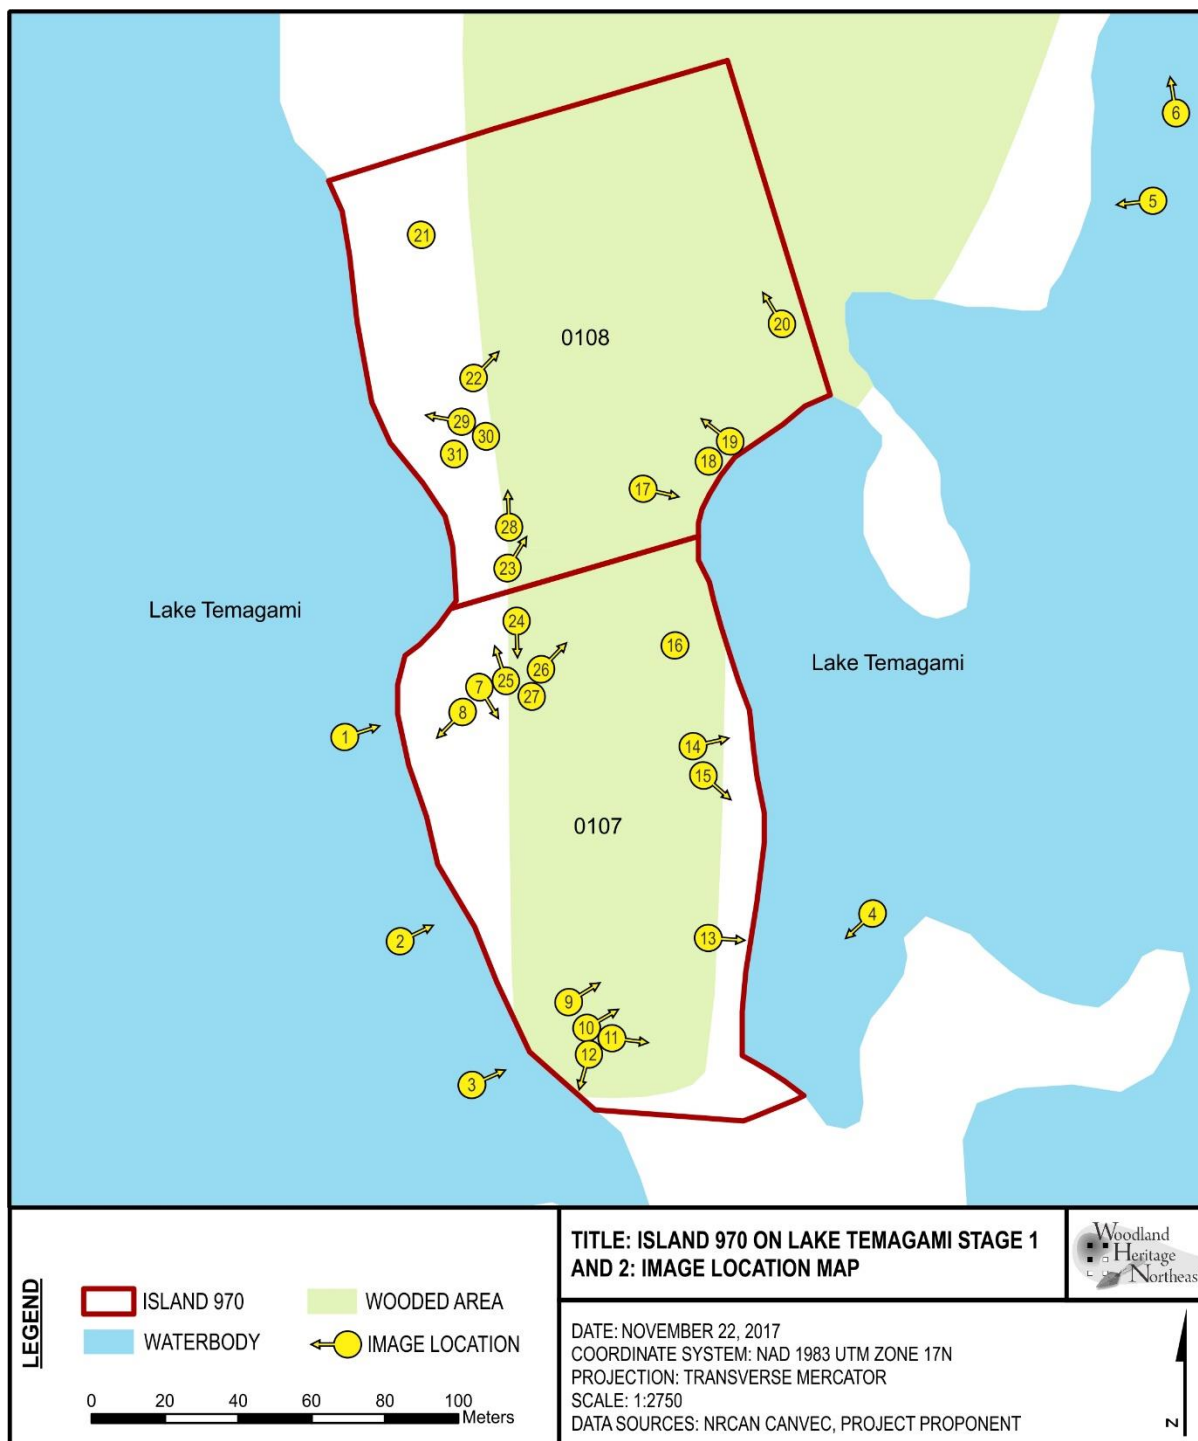 6
5
21
20
0108
22
29
30
31
19
18
17
28
23
Lake Temagami
24
16
Lake Temagami
26
25
7
27
8
1
14
15
0107
4
2
13
9
10
11
12
3
LEGEND
ISLAND 970
WOODED AREA
WATERBODY
IMAGE LOCATION
0 20 40 60 80 100
Meters
TITLE: ISLAND 970 ON LAKE TEMAGAMI STAGE 1
AND 2: IMAGE LOCATION MAP
Woodland
Heritage
Northeast
DATE: NOVEMBER 22, 2017
COORDINATE SYSTEM: NAD 1983 UTM ZONE 17N
PROJECTION: TRANSVERSE MERCATOR
SCALE: 1:2750
DATA SOURCES: NRCAN CANVEC, PROJECT PROPONENT
N